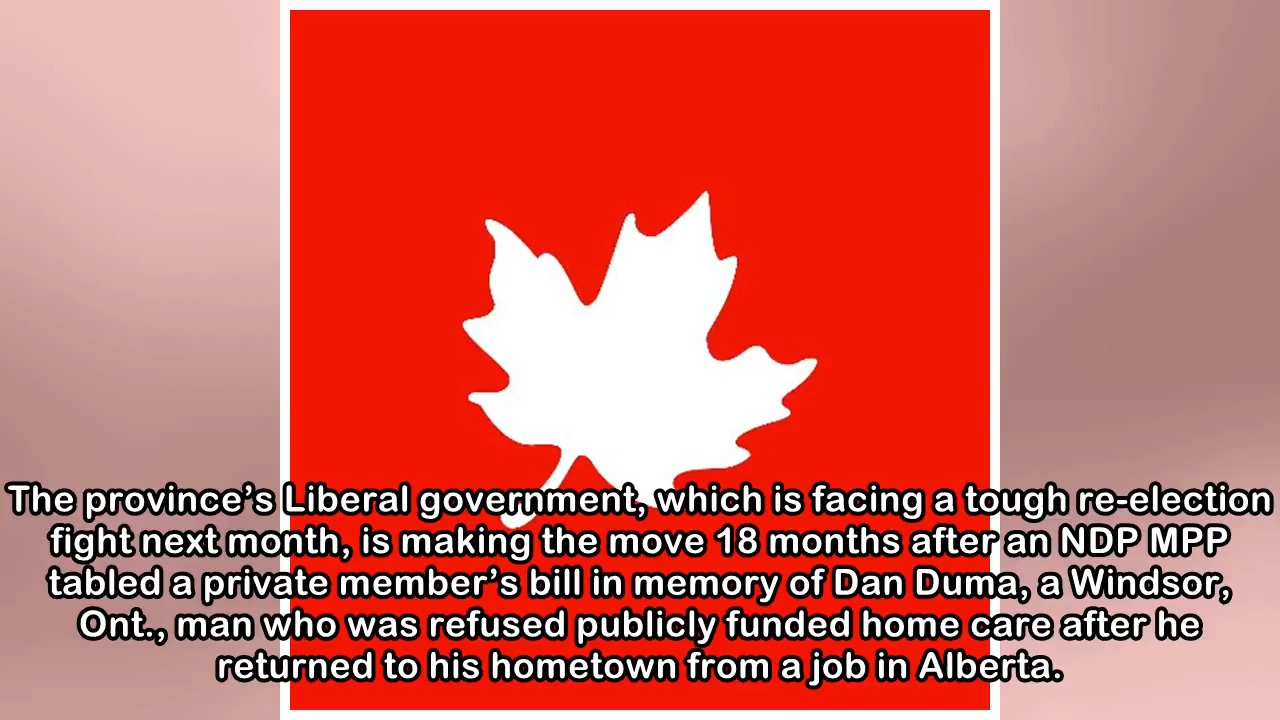 The province’s Liberal government, which is facing a tough re-election
fight next month, is making the move 18 months after an NDP MPP
tabled a private member’s bill in memory of Dan Duma, a Windsor,
Ont., man who was refused publicly funded home care after he
returned to his hometown from a job in Alberta.